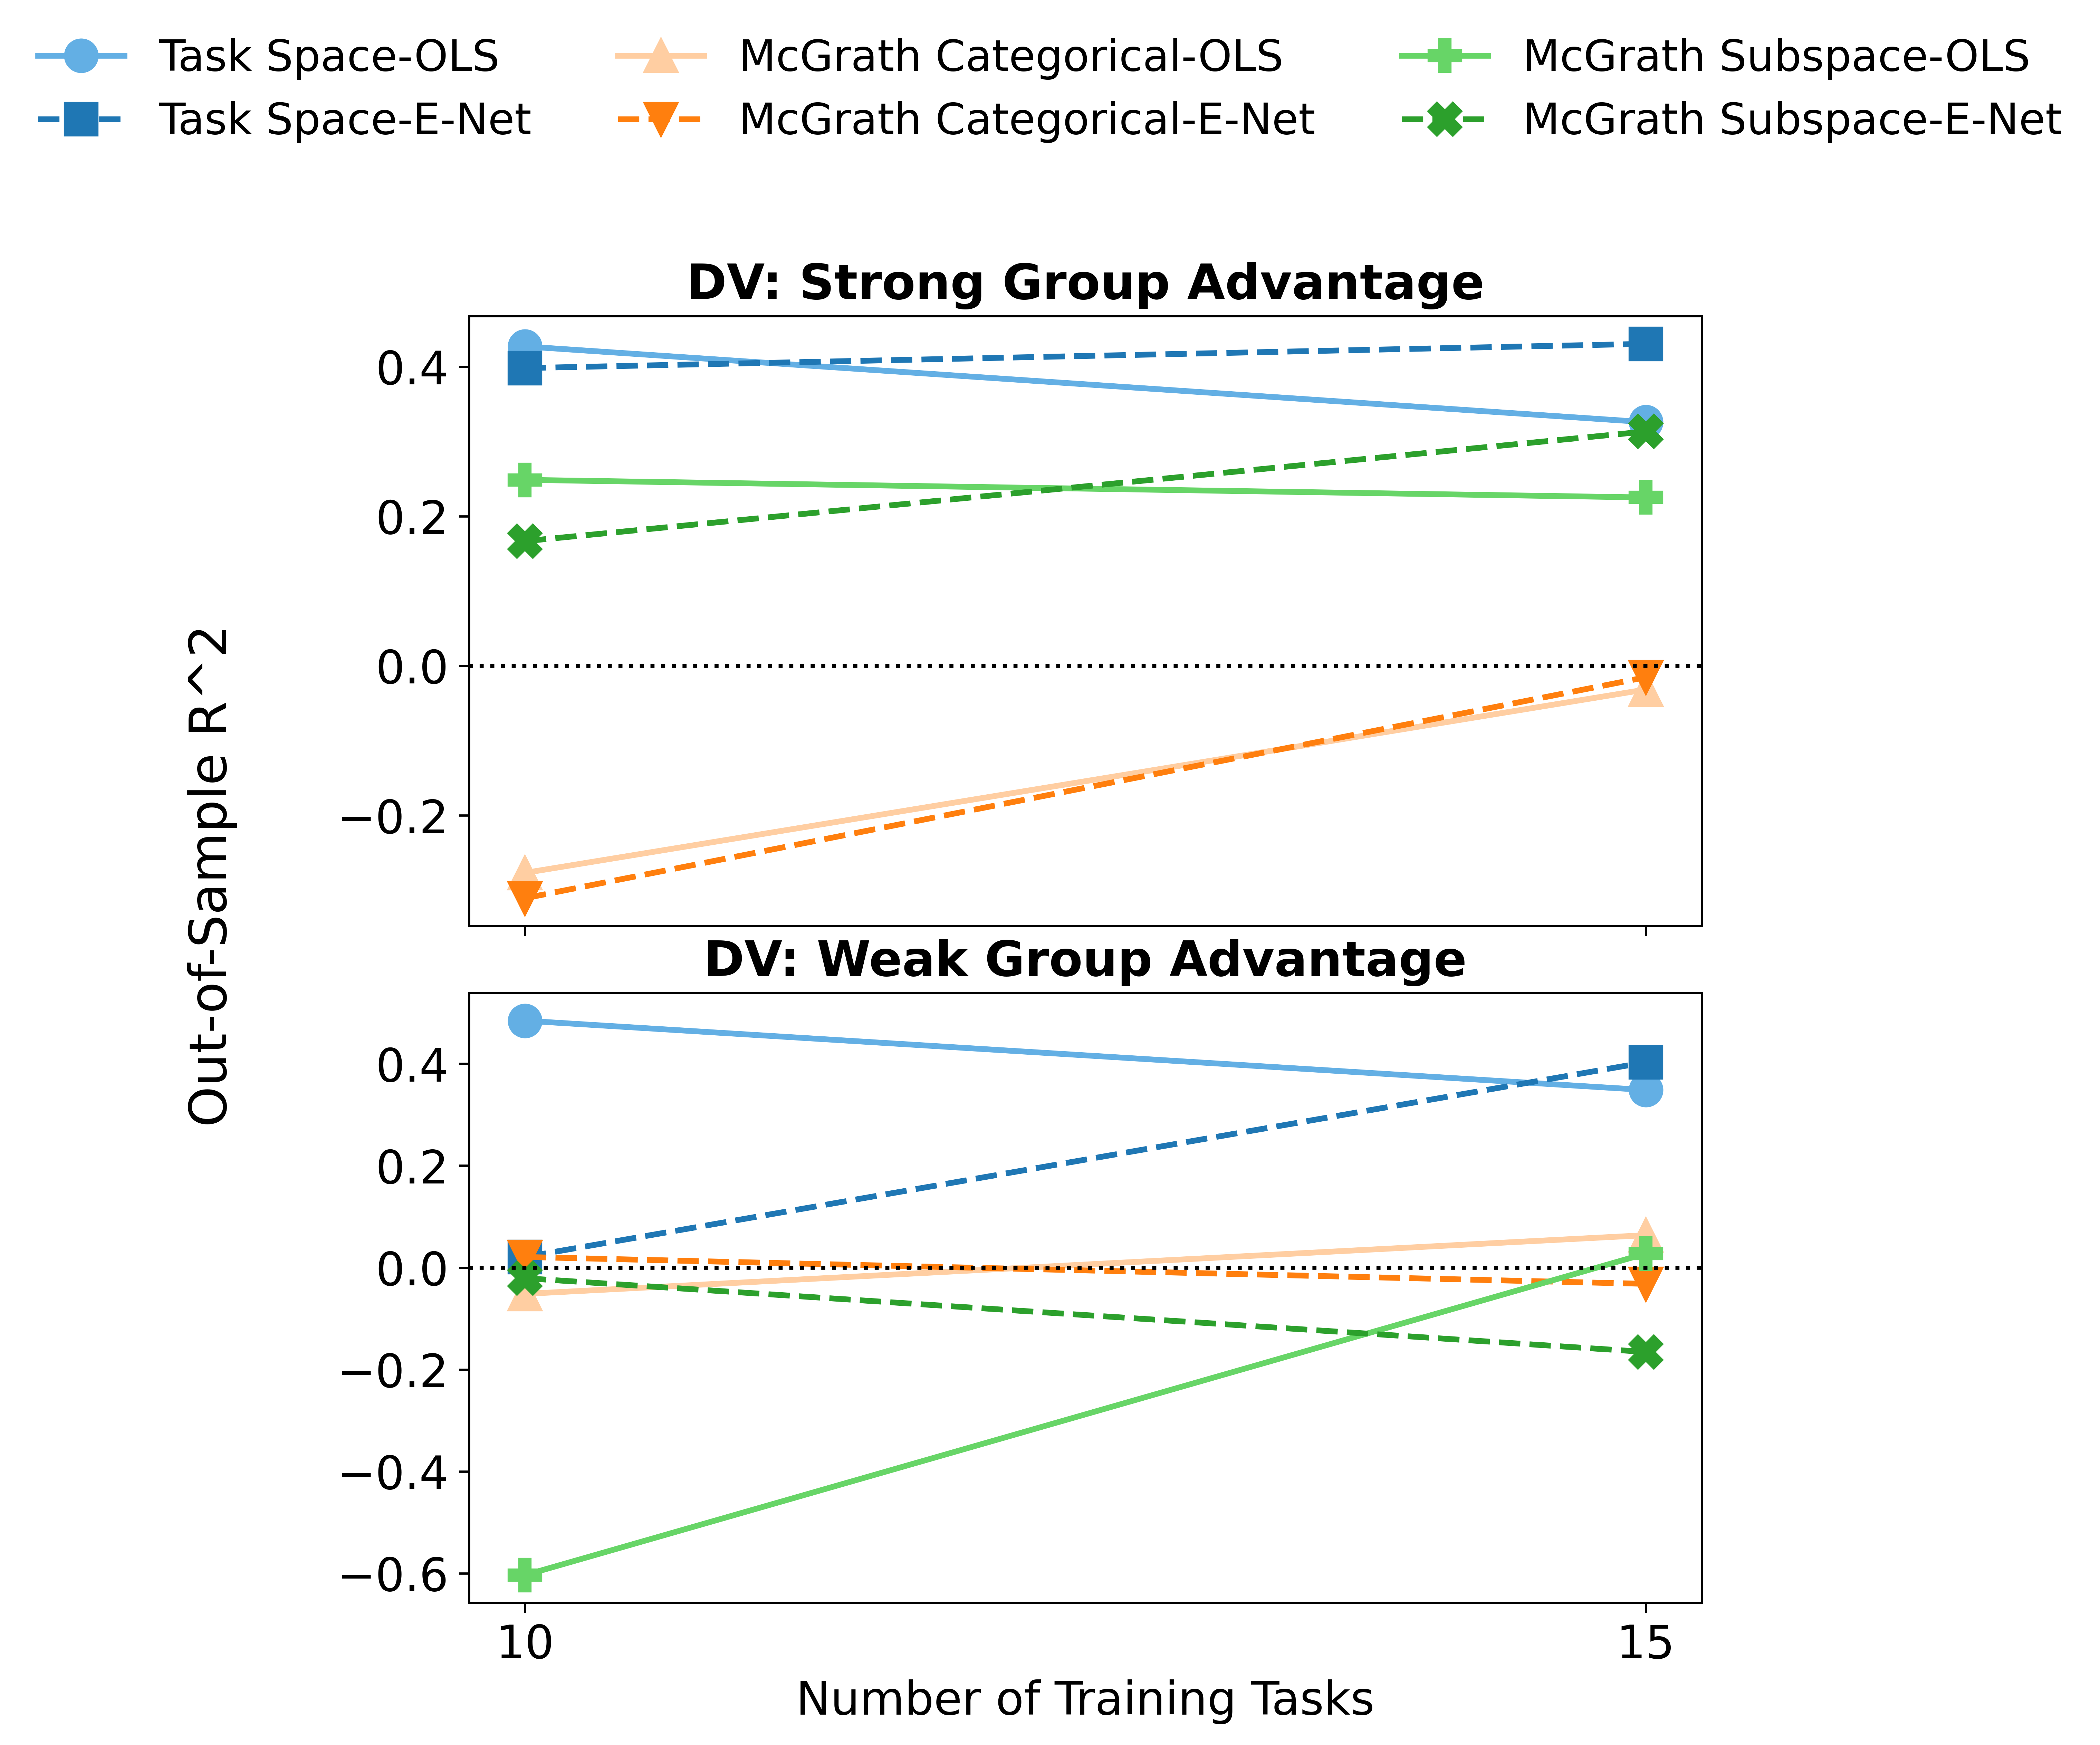 Task Space-OLS McGrath Categorical-OLS McGrath Subspace-OLS
Task Space-E-Net McGrath Categorical-E-Net McGrath Subspace-E-Net
DV: Strong Group Advantage
0.4
0.2
0.0
−0.2
Out-of-Sample R^2
DV: Weak Group Advantage
0.4
0.2
0.0
−0.2
−0.4
−0.6
10 15
Number of Training Tasks